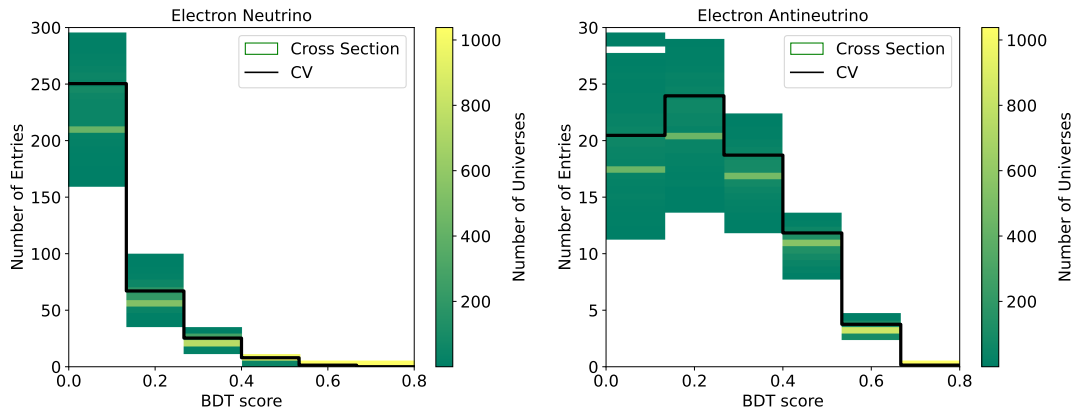 Electron Neutrino
Number of Entries
300
250
200
150
100
50
0
Cross Section
CV
0.0 0.2 0.4 0.6 0.8
BDT score
1000
800
600
400
200
Number of Universes
Electron Antineutrino
Number of Entries
30
25
20
15
10
5
0
Cross Section
CV
0.0 0.2 0.4 0.6 0.8
BDT score
1000
800
600
400
200
Number of Universes